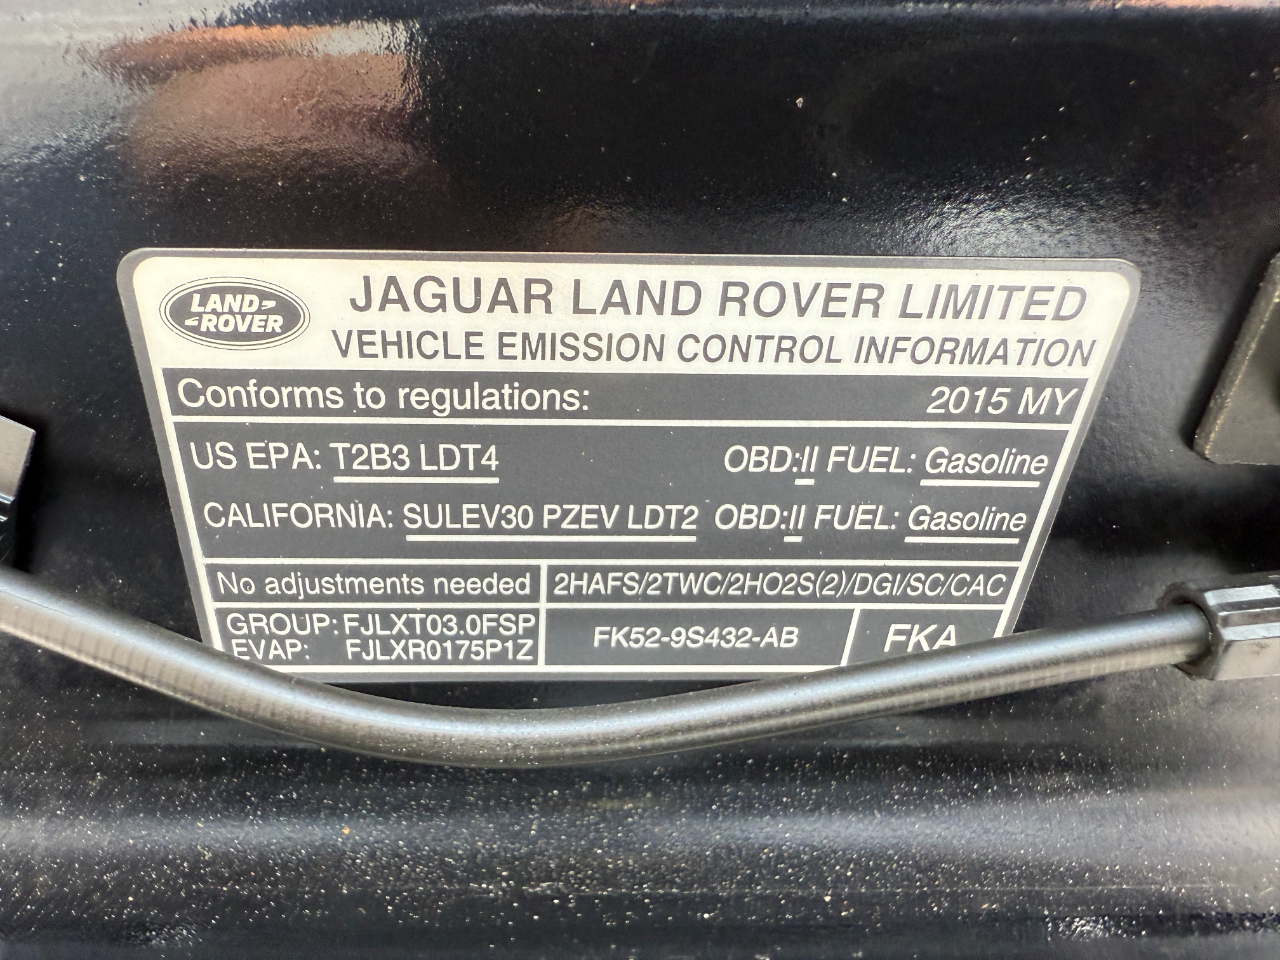 LAND-
-ROVER
JAGUAR LAND ROVER LIMITED
VEHICLE EMISSION CONTROL INFORMATION
Conforms to regulations: 2015 MY
US EPA: T2B3 LDT4 OBD:II FUEL: Gasoline
CALIFORNIA: SULEV30 PZEV LDT2 OBD:II FUEL: Gasoline
No adjustments needed 2HAFS/2TWC/2HO2S(2)/DGI/SC/CAC
GROUP: FJLXT03.0FSP FK52-9S432-AB FKA
EVAP: FJLXR0175P1Z